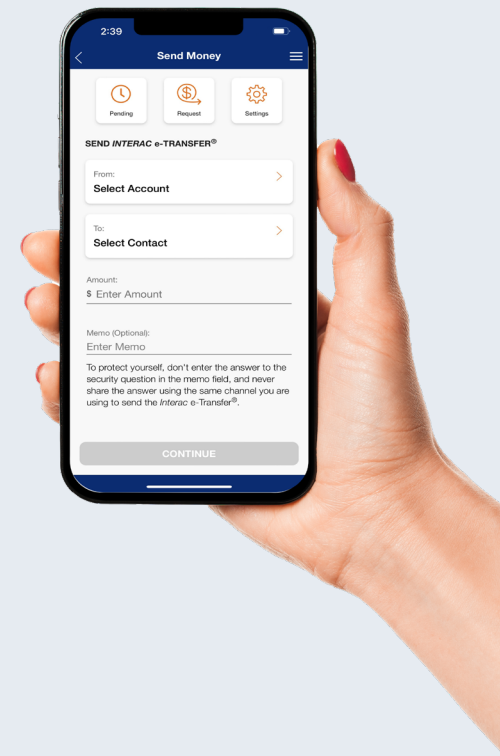 2:39
Send Money
Pending Request Settings
SEND INTERAC e-TRANSFER®
From:
Select Account
To:
Select Contact
Amount:
$ Enter Amount
Memo (Optional):
Enter Memo
To protect yourself, don't enter the answer to the
security question in the memo field, and never
share the answer using the same channel you are
using to send the Interac e-Transfer®.
CONTINUE